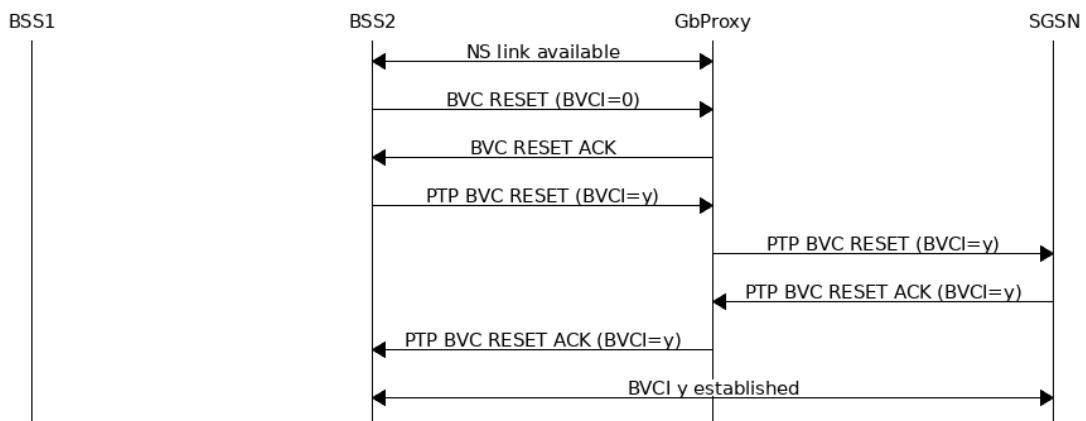 BSS1 BSS2 GbProxy SGSN
NS link available
BVC RESET (BVCI=0)
BVC RESET ACK
PTP BVC RESET (BVCI=y)
PTP BVC RESET (BVCI=y)
PTP BVC RESET ACK (BVCI=y)
PTP BVC RESET ACK (BVCI=y)
BVCI y established